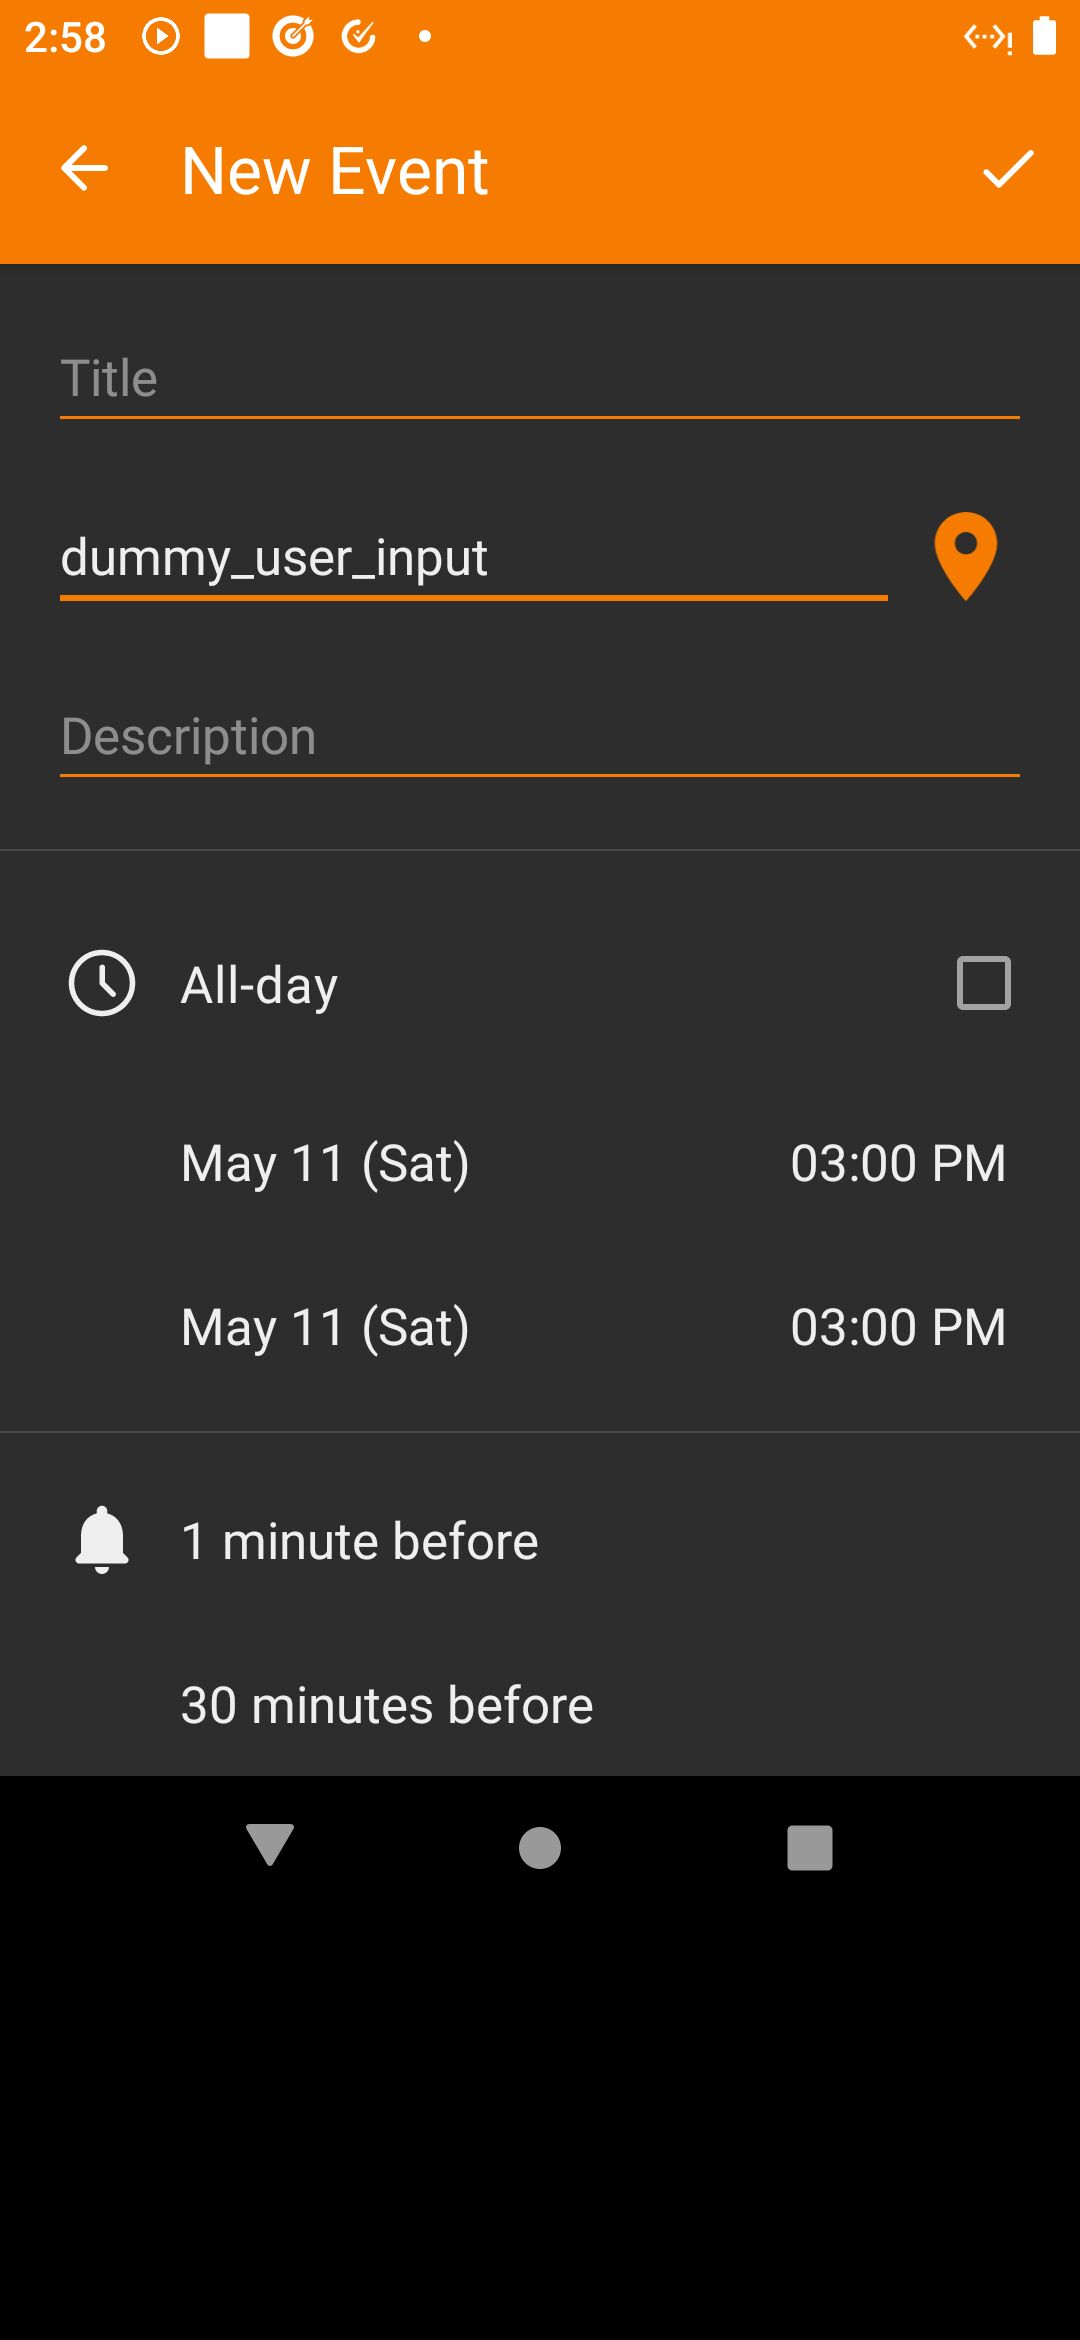 2:58
New Event
Title
dummy_user_input
Description
All-day
May 11 (Sat) 03:00 PM
May 11 (Sat) 03:00 PM
1 minute before
30 minutes before